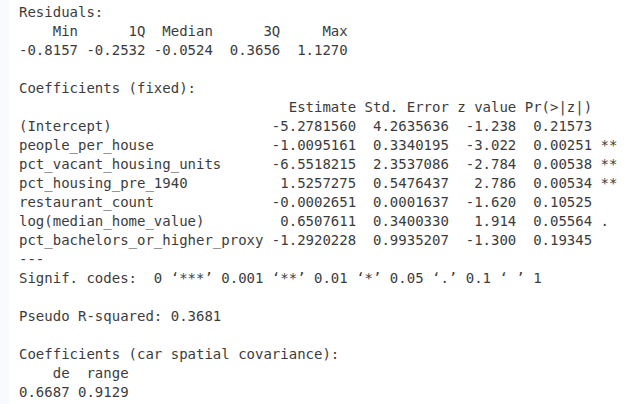 Residuals:
Min 1Q Median 3Q Max
-0.8157 -0.2532 -0.0524 0.3656 1.1270
Coefficients (fixed):
Estimate Std. Error z value Pr(>|z|)
(Intercept) -5.2781560 4.2635636 -1.238 0.21573
people_per_house -1.0095161 0.3340195 -3.022 0.00251 **
pct_vacant_housing_units -6.5518215 2.3537086 -2.784 0.00538 **
pct_housing_pre_1940 1.5257275 0.5476437 2.786 0.00534 **
restaurant_count -0.0002651 0.0001637 -1.620 0.10525
log(median_home_value) 0.6507611 0.3400330 1.914 0.05564 .
pct_bachelors_or_higher_proxy -1.2920228 0.9935207 -1.300 0.19345
---
Signif. codes: 0 ‘***’ 0.001 ‘**’ 0.01 ‘*’ 0.05 ‘.’ 0.1 ‘ ’ 1
Pseudo R-squared: 0.3681
Coefficients (car spatial covariance):
de range
0.6687 0.9129